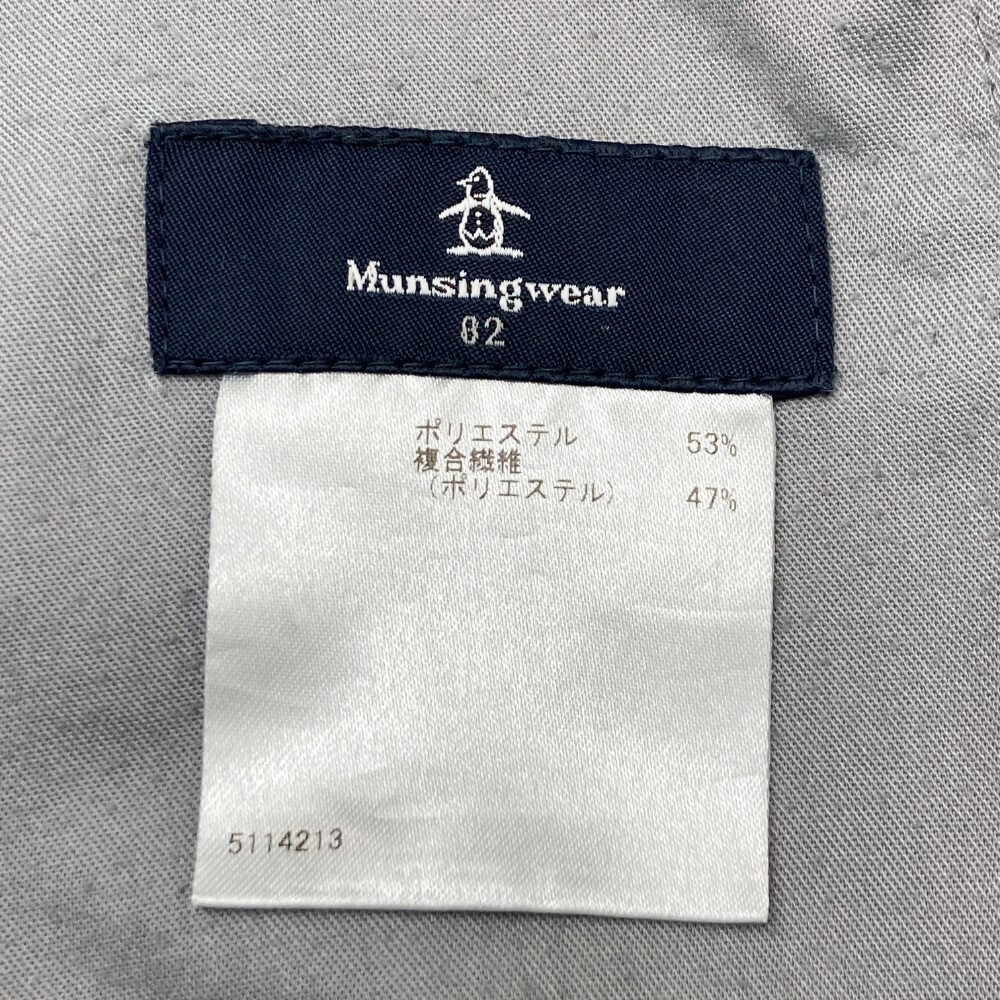 Munsingwear
82
ポリエステル 53%
複合繊維
(ポリエステル) 47%
5114213